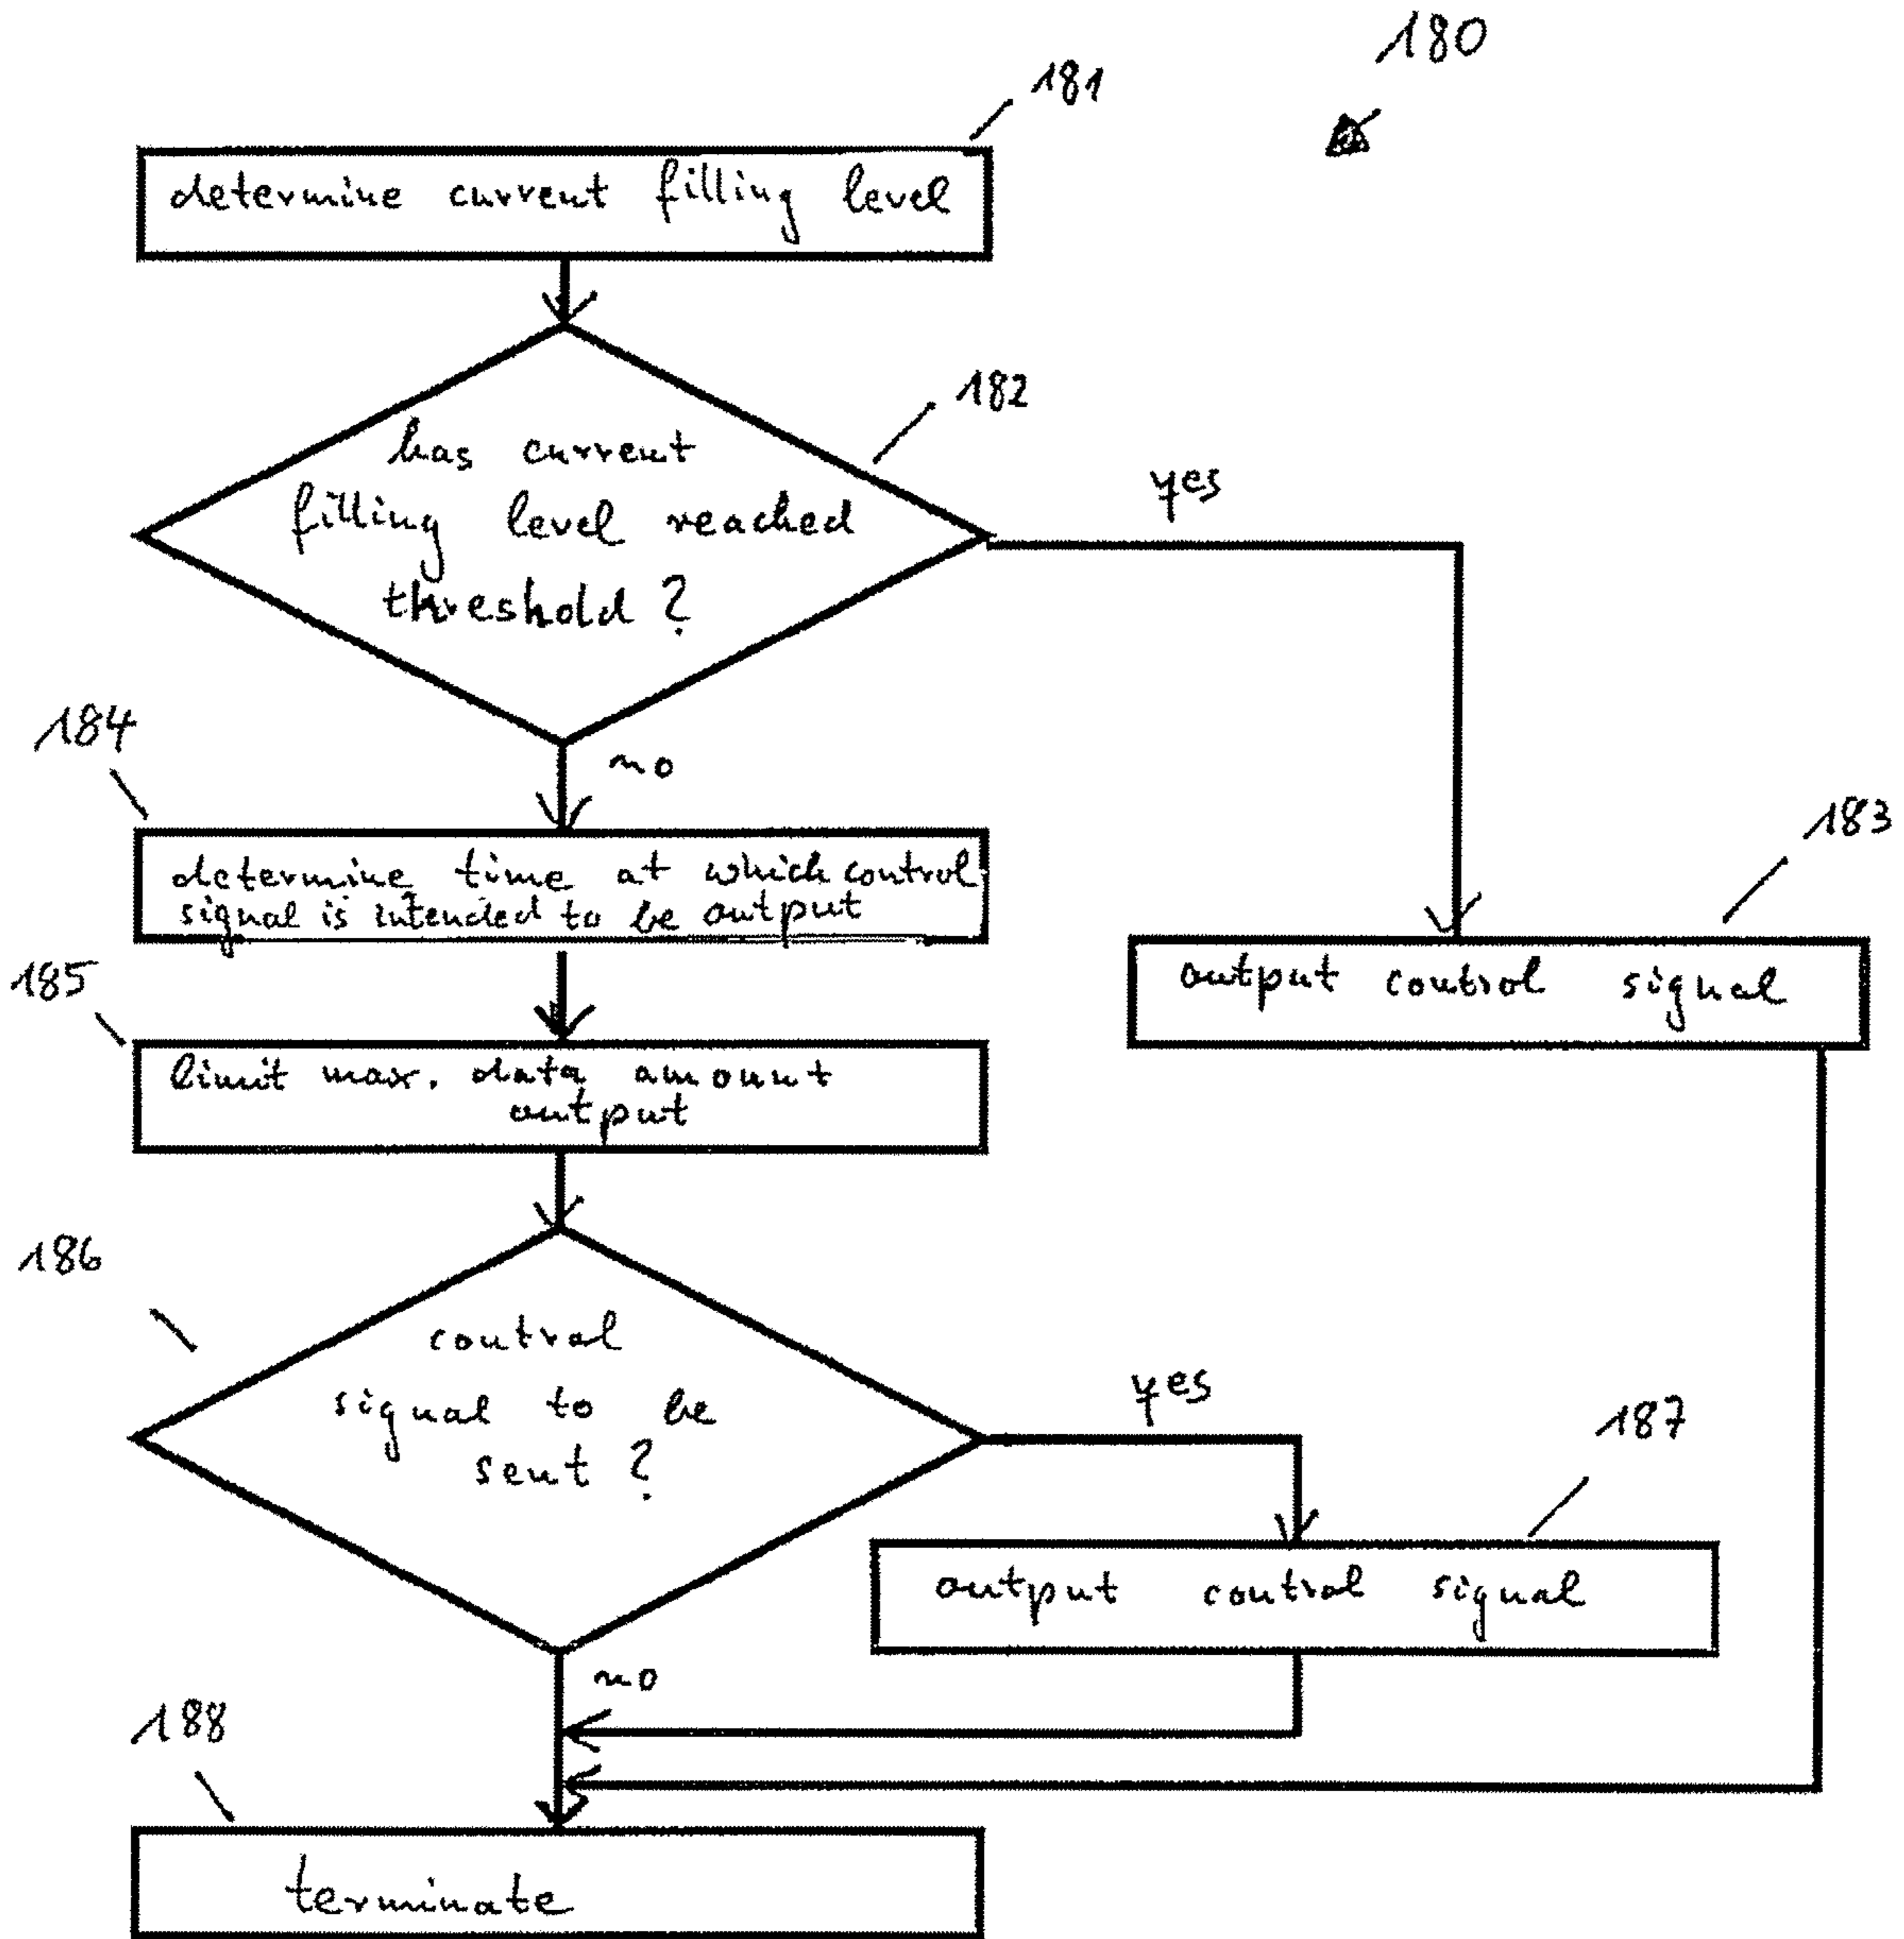 180
181
determine current filling level
182
has current
filling level reached
threshold ?
yes
184
no
183
determine time at which control
signal is intended to be output
185
output control signal
limit max. data amount
output
186
control
signal to be
sent ?
yes
187
output control signal
no
188
terminate